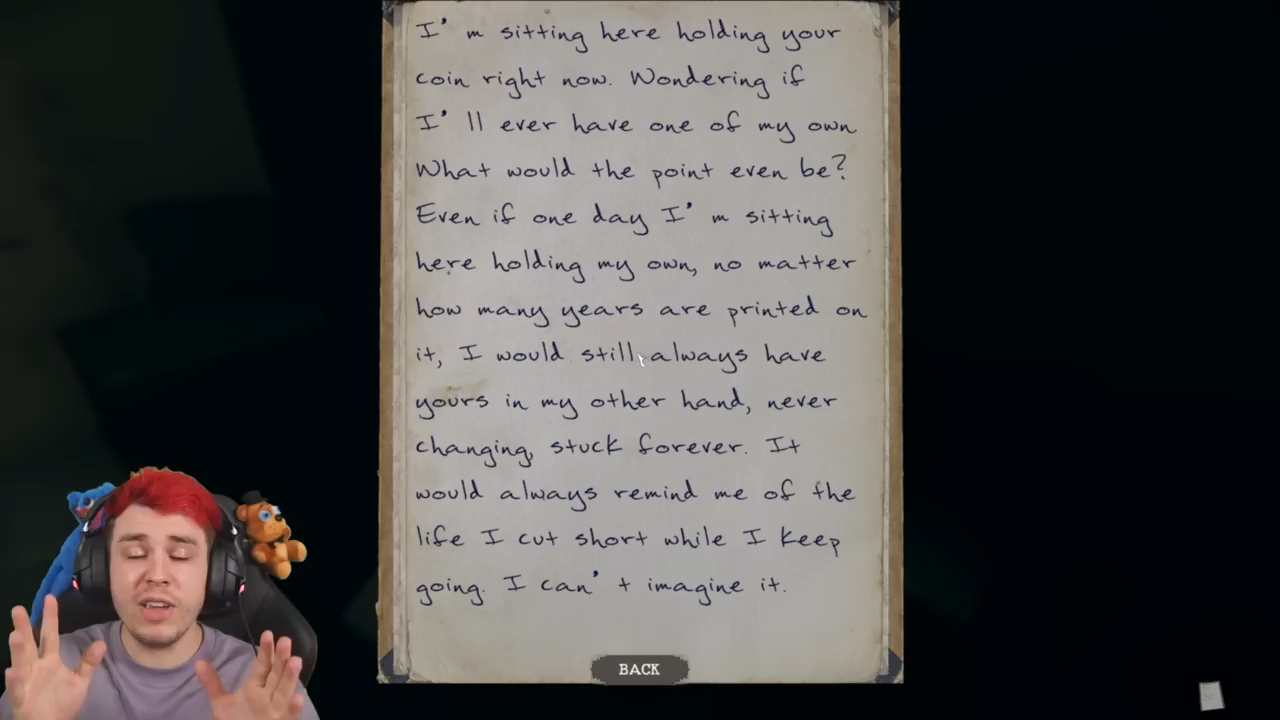 I' m sitting here holding your
coin right now. Wondering if
I' ll ever have one of my own
What would the point even be?
Even if one day I' m sitting
here holding my own, no matter
how many years are printed on
it, I would still always have
yours in my other hand, never
changing, stuck forever. It
would always remind me of the
life I cut short while I keep
going. I can' t imagine it.
BACK